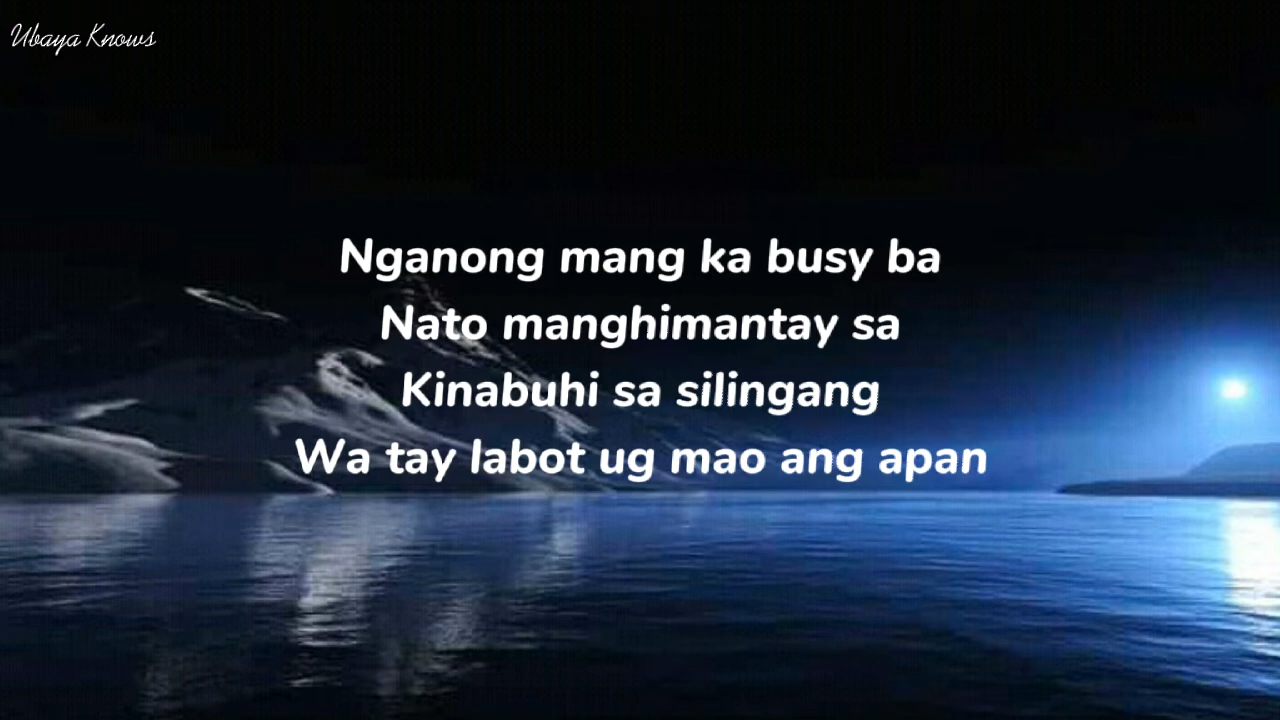 Ubaya Knows
Nganong mang ka busy ba
Nato manghimantay sa
Kinabuhi sa silingang
Wa tay labot ug mao ang apan